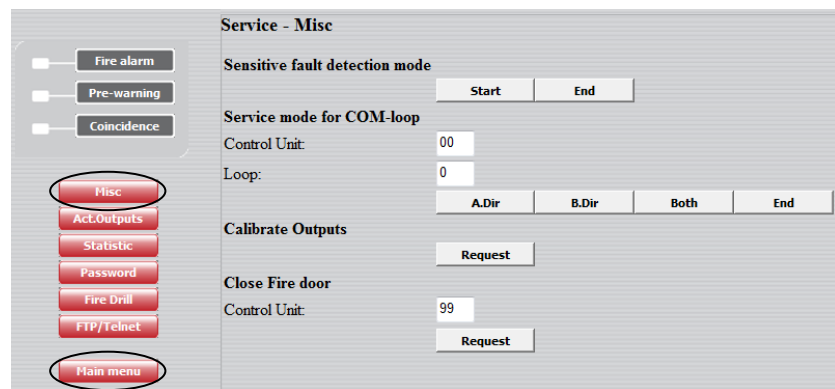 Service - Misc
Fire alarm
Pre-warning
Coincidence
Misc
Act.Outputs
Statistic
Password
Fire Drill
FTP/Telnet
Main menu
Sensitive fault detection mode
Start End
Service mode for COM-loop
Control Unit: 00
Loop: 0
A.Dir B.Dir Both End
Calibrate Outputs
Request
Close Fire door
Control Unit: 99
Request